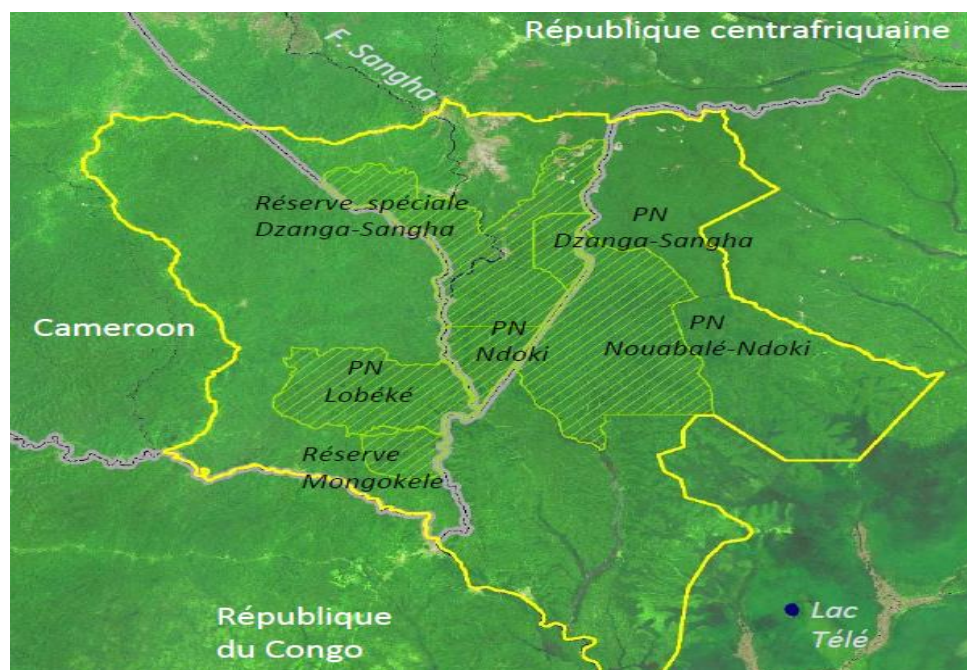 République centrafriquaine
F. Sangha
Réserve spéciale
Dzanga-Sangha
PN
Dzanga-Sangha
Cameroon
PN
Ndoki
PN
Nouabalé-Ndoki
PN
Lobéké
Réserve
Mongokele
République
du Congo
Lac
Télé